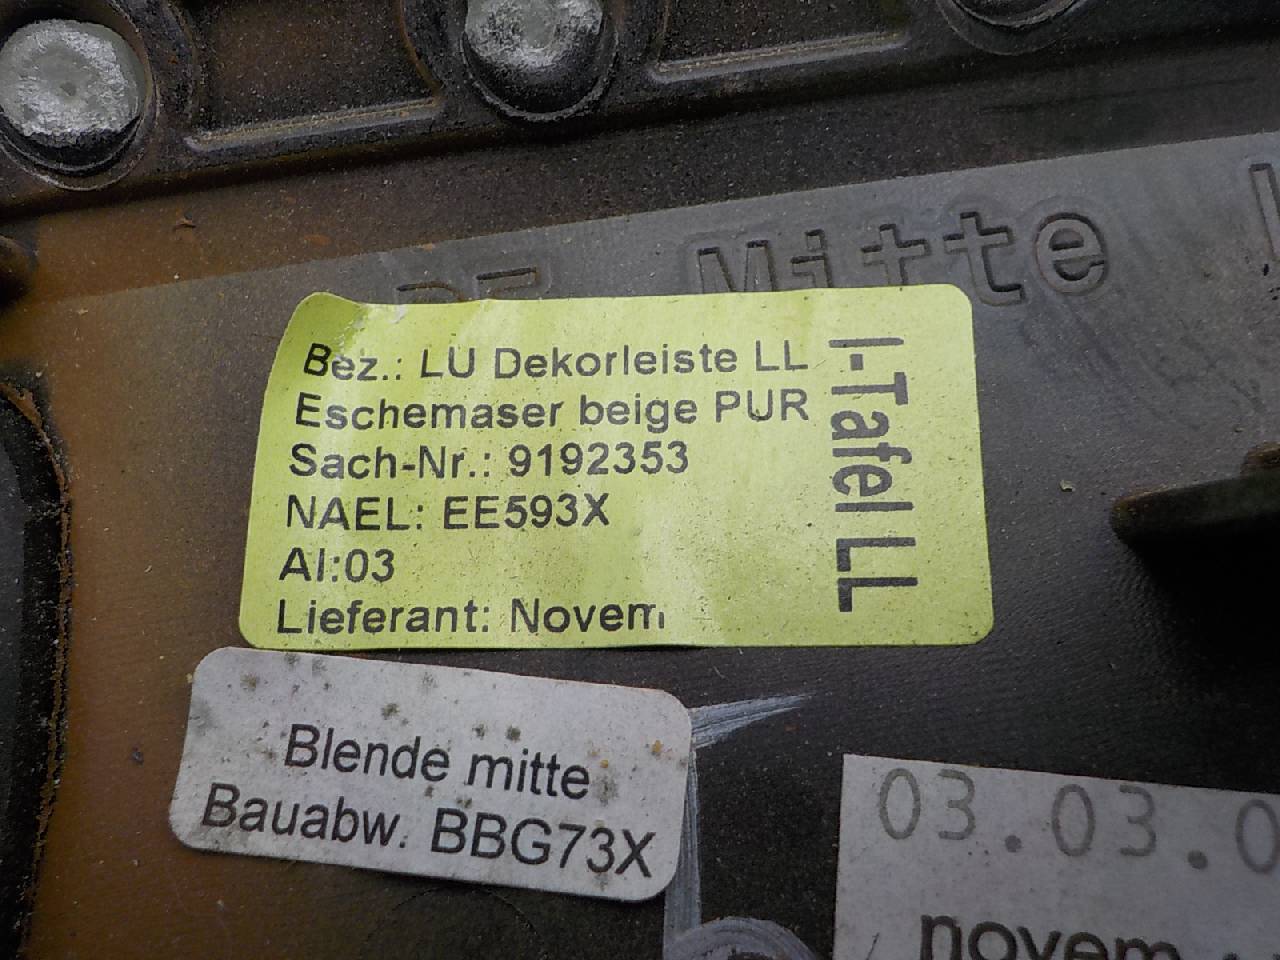 Mitte
Bez.: LU Dekorleiste LL
Eschemaser beige PUR
Sach-Nr.: 9192353
NAEL: EE593X
AI:03
Lieferant: Novem
I-Tafel LL
Blende mitte
Bauabw. BBG73X
03.03.0
novem